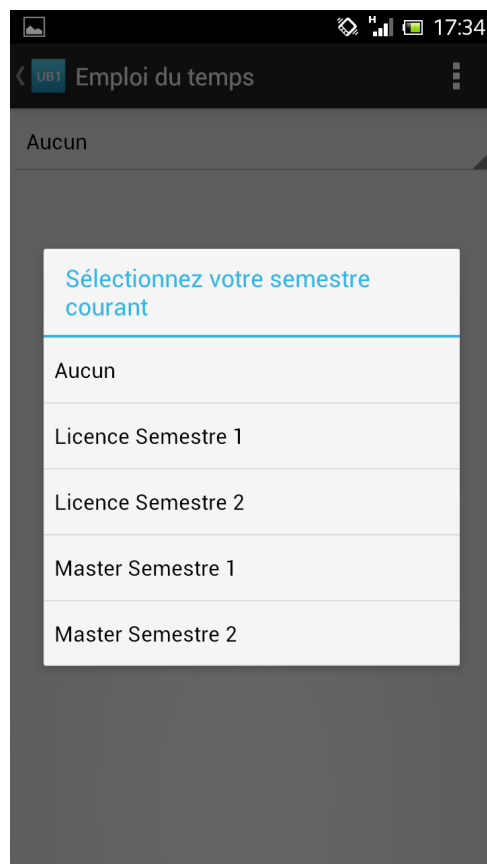 H 17:34
UB1 Emploi du temps
Aucun
Sélectionnez votre semestre
courant
Aucun
Licence Semestre 1
Licence Semestre 2
Master Semestre 1
Master Semestre 2